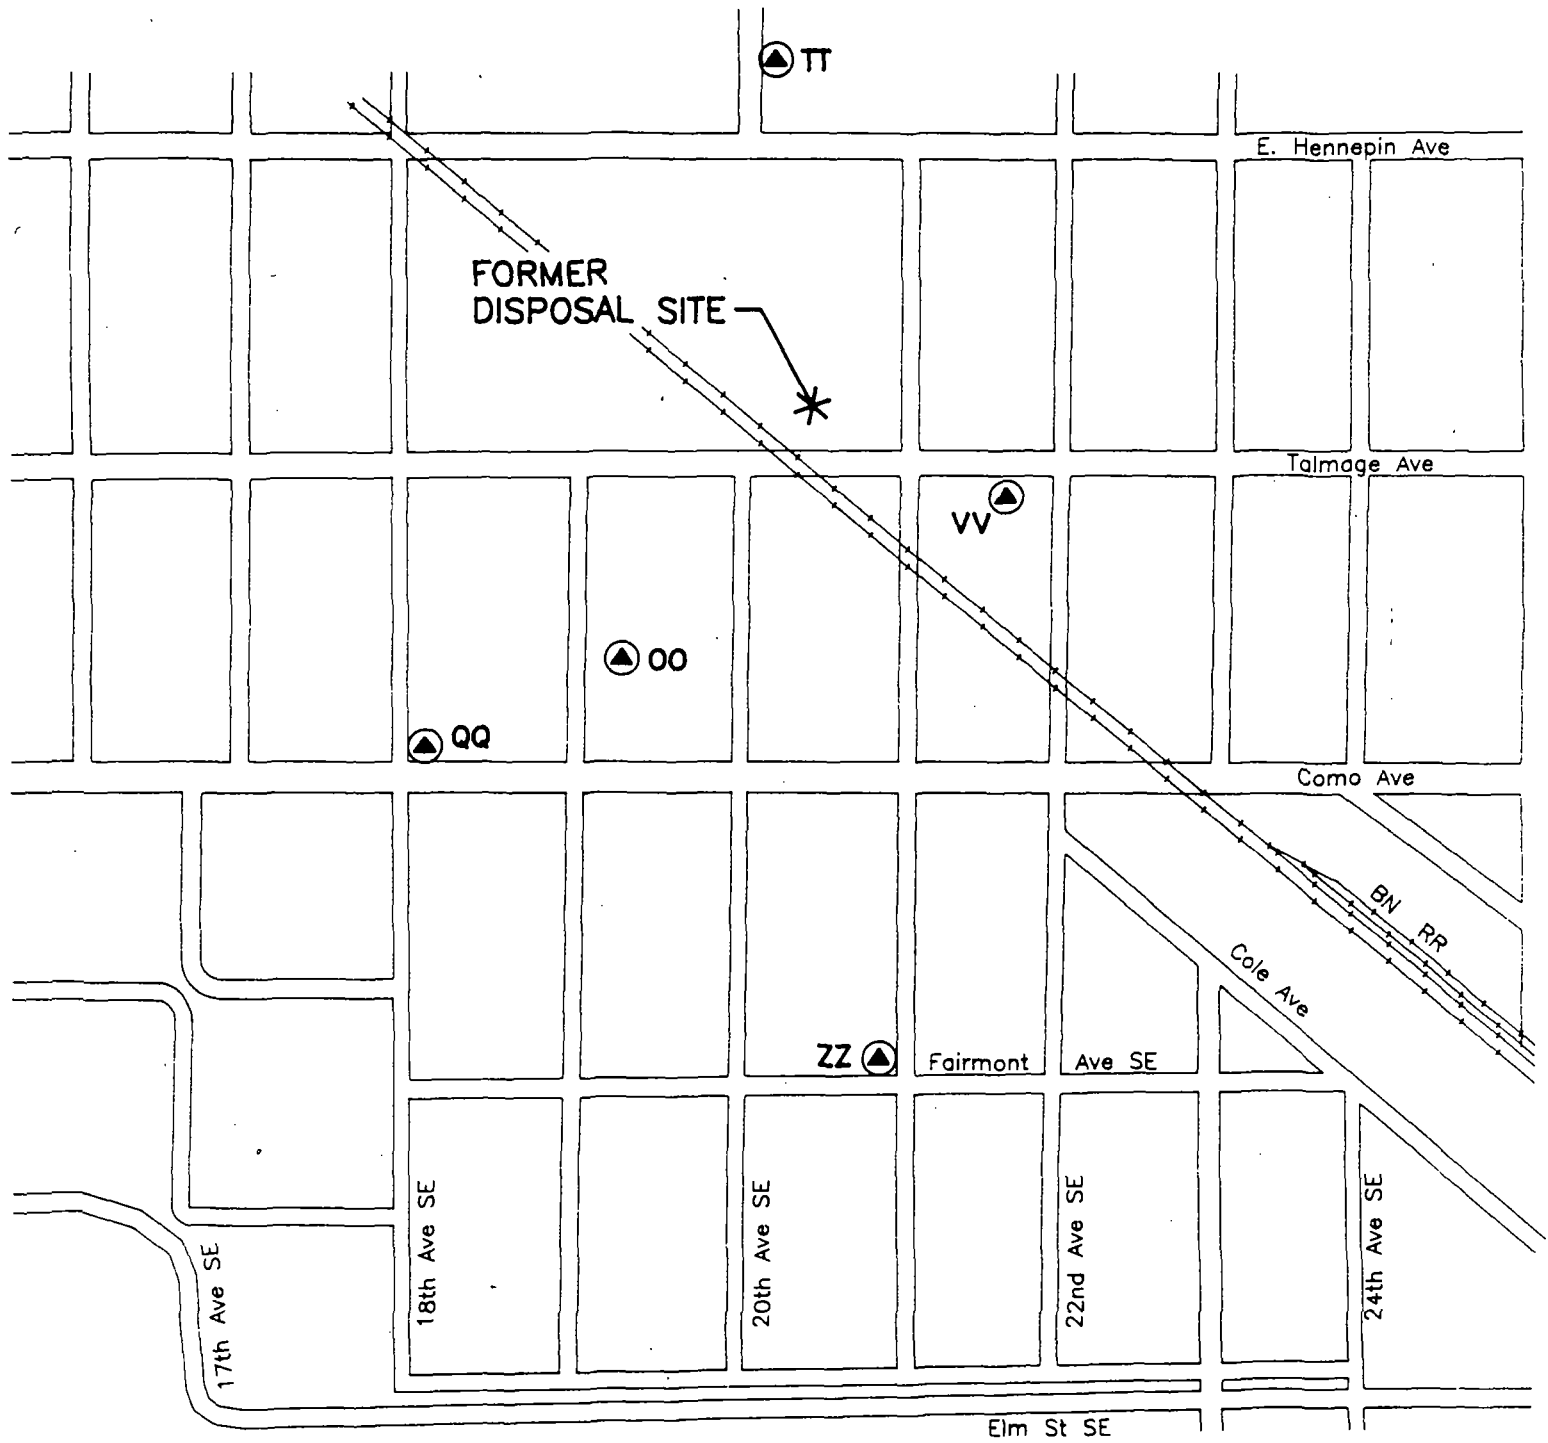 TT
E. Hennepin Ave
FORMER
DISPOSAL SITE
Talmage Ave
VV
OO
QQ
Como Ave
BN RR
Cole Ave
ZZ
Fairmont Ave SE
17th Ave SE
18th Ave SE
20th Ave SE
22nd Ave SE
24th Ave SE
Elm St SE